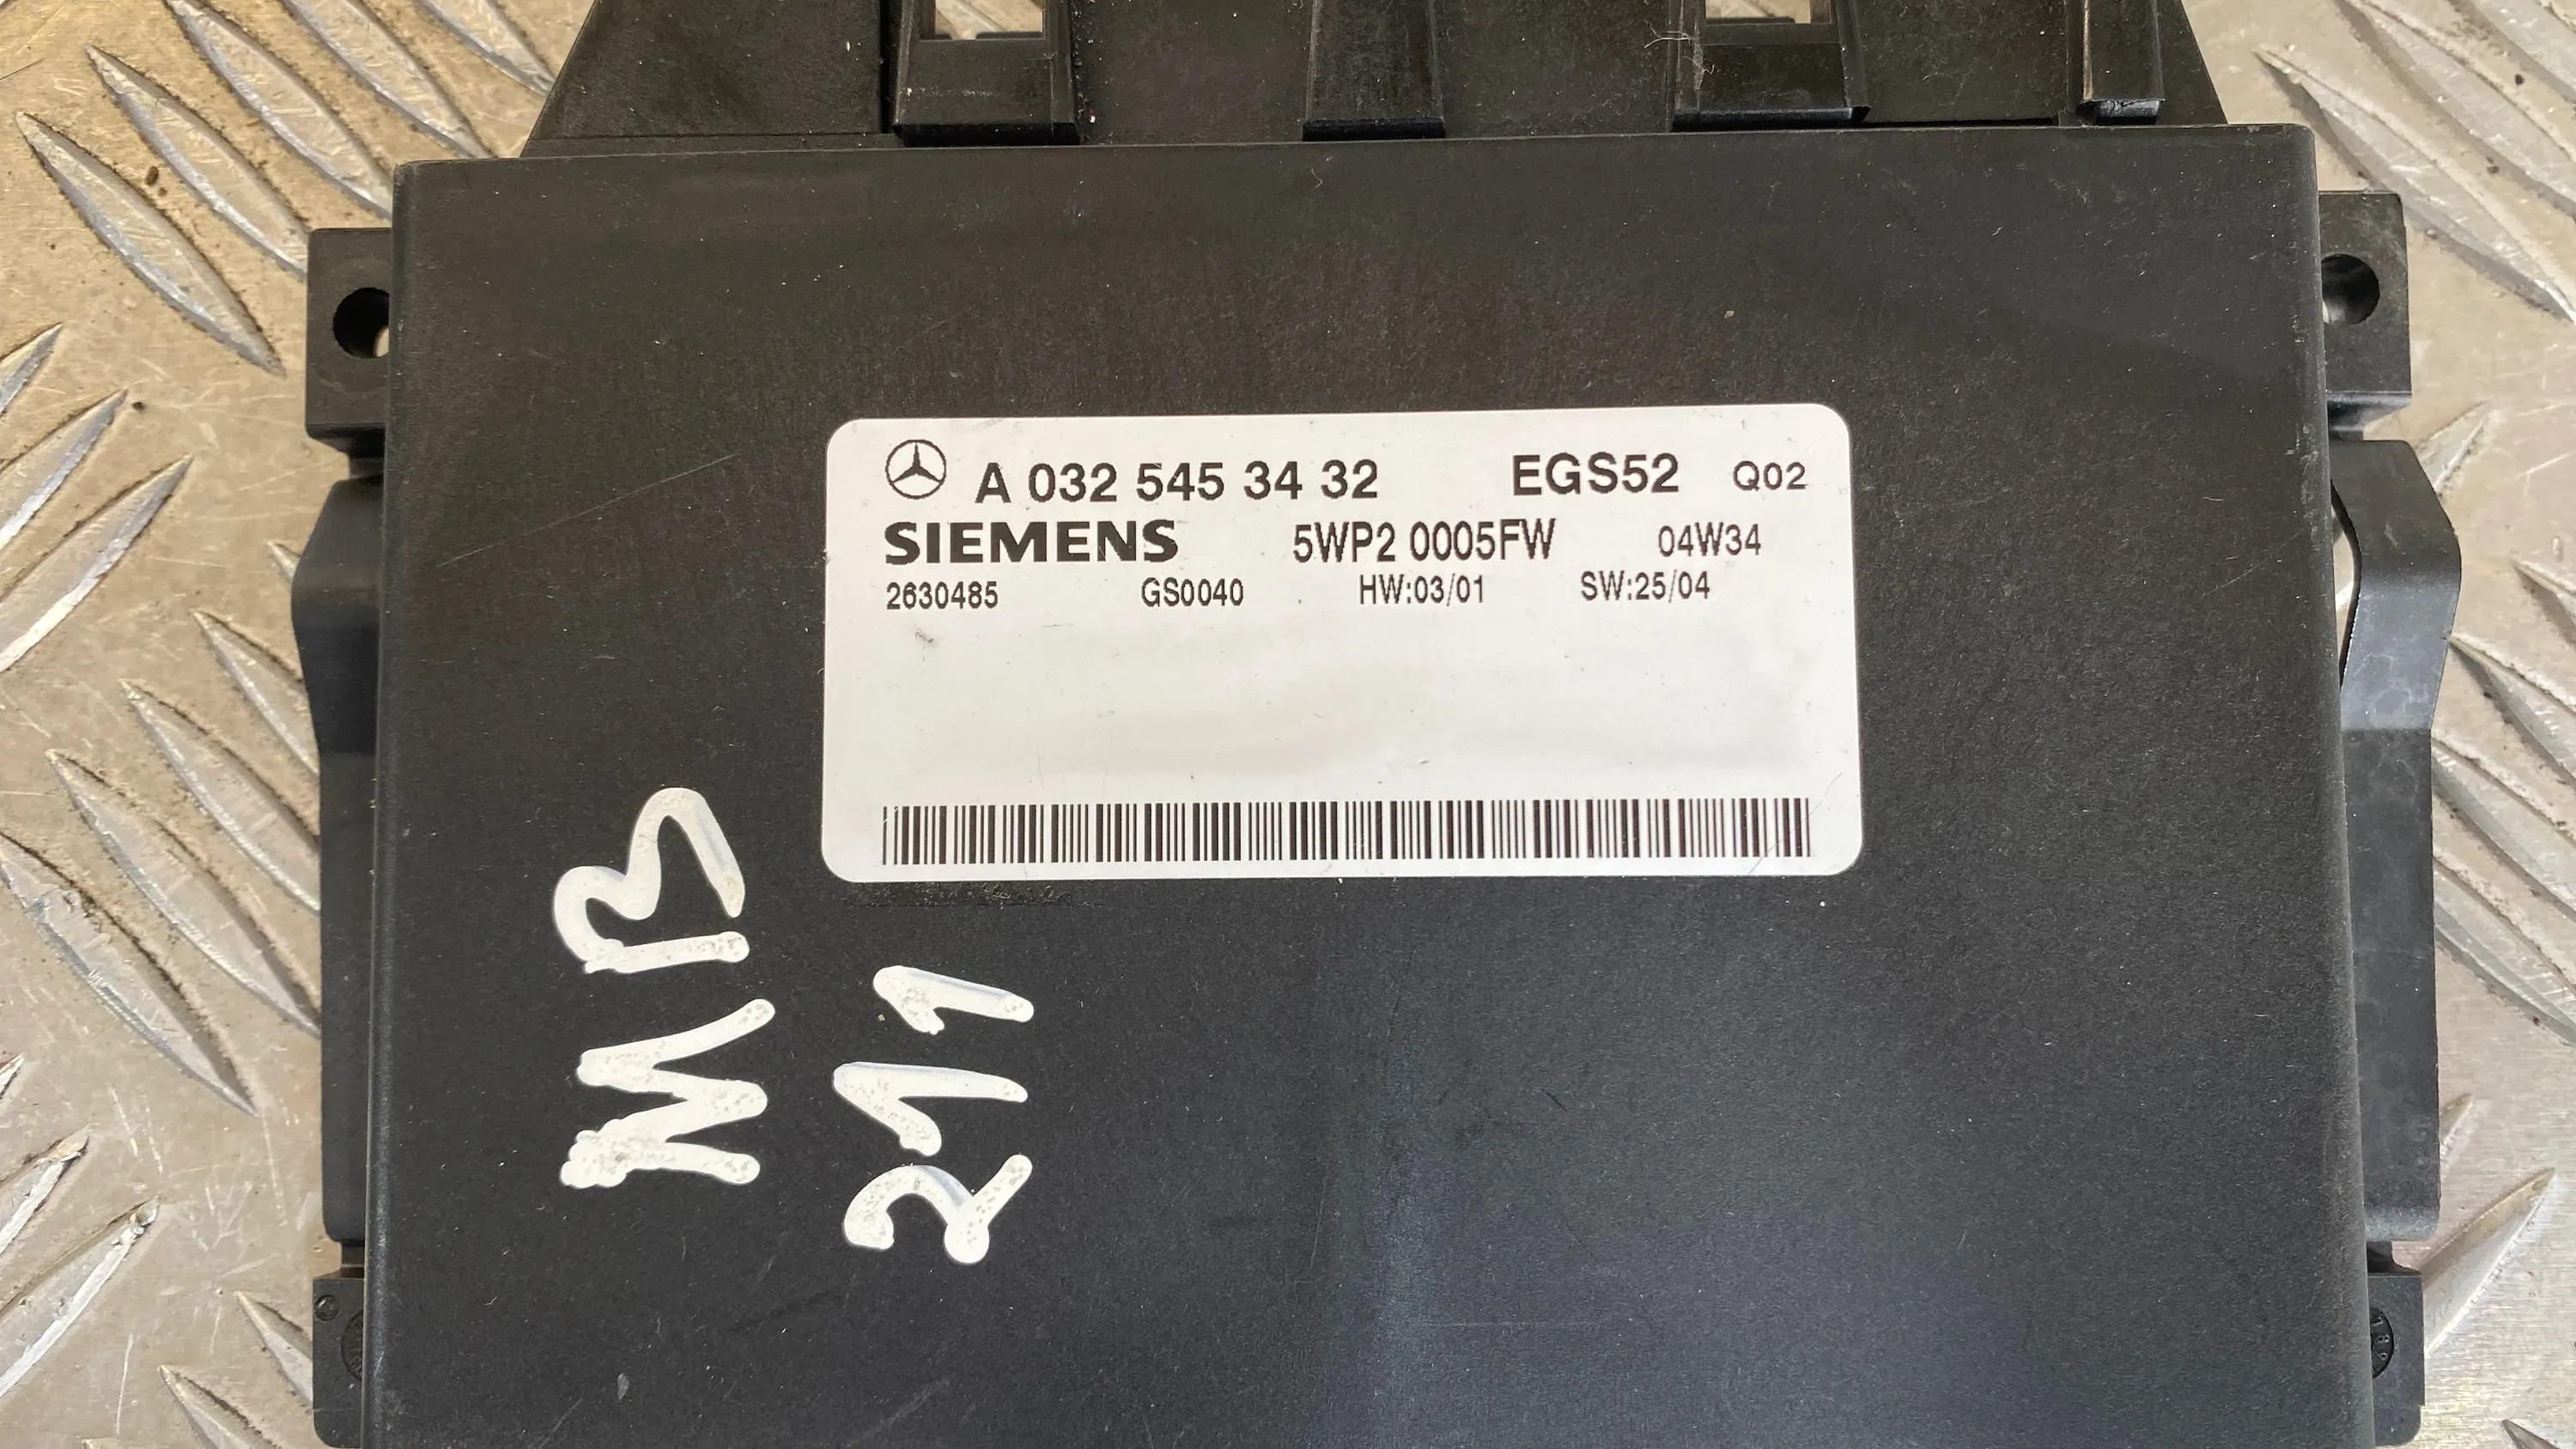 A 032 545 34 32 EGS52 Q02
SIEMENS 5WP2 0005FW 04W34
2630485 GS0040 HW:03/01 SW:25/04
MB
211